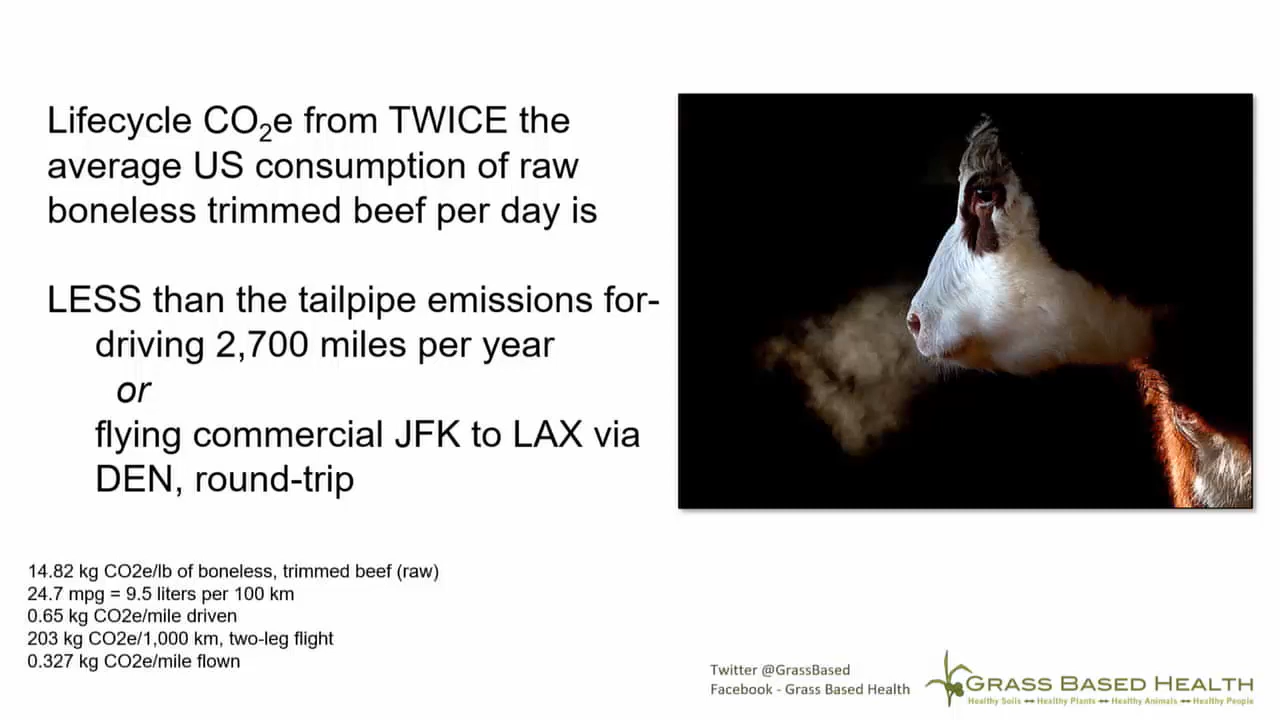 Lifecycle CO₂e from TWICE the
average US consumption of raw
boneless trimmed beef per day is
LESS than the tailpipe emissions for-
driving 2,700 miles per year
or
flying commercial JFK to LAX via
DEN, round-trip
14.82 kg CO2e/lb of boneless, trimmed beef (raw)
24.7 mpg = 9.5 liters per 100 km
0.65 kg CO2e/mile driven
203 kg CO2e/1,000 km, two-leg flight
0.327 kg CO2e/mile flown
Twitter @GrassBased
Facebook - Grass Based Health
GRASS BASED HEALTH
Healthy Soils ↔ Healthy Plants ↔ Healthy Animals ↔ Healthy People